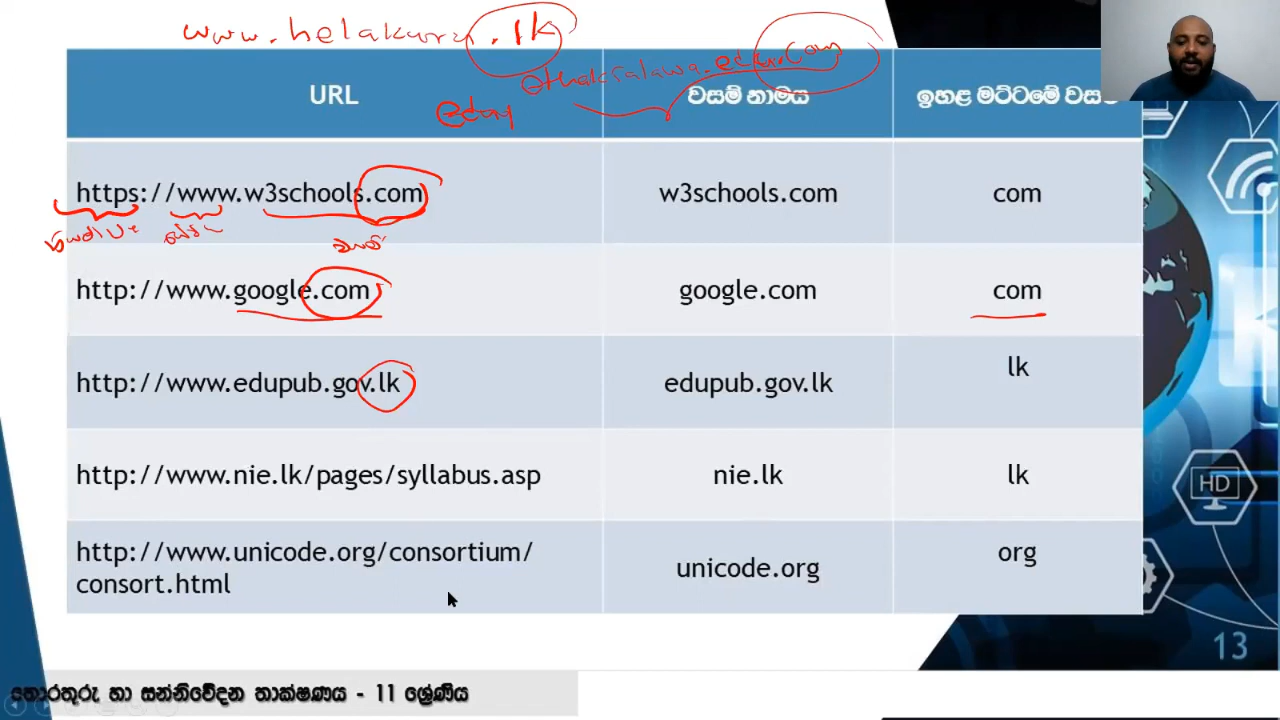 www.helakuru.lk
URL
වසම් නාමය
ඉහළ මට්ටමේ වසම
https://www.w3schools.com
w3schools.com
com
http://www.google.com
google.com
com
http://www.edupub.gov.lk
edupub.gov.lk
lk
http://www.nie.lk/pages/syllabus.asp
nie.lk
lk
http://www.unicode.org/consortium/
consort.html
unicode.org
org
HD
13
තොරතුරු හා සන්නිවේදන තාක්ෂණය - 11 ශ්‍රේණිය